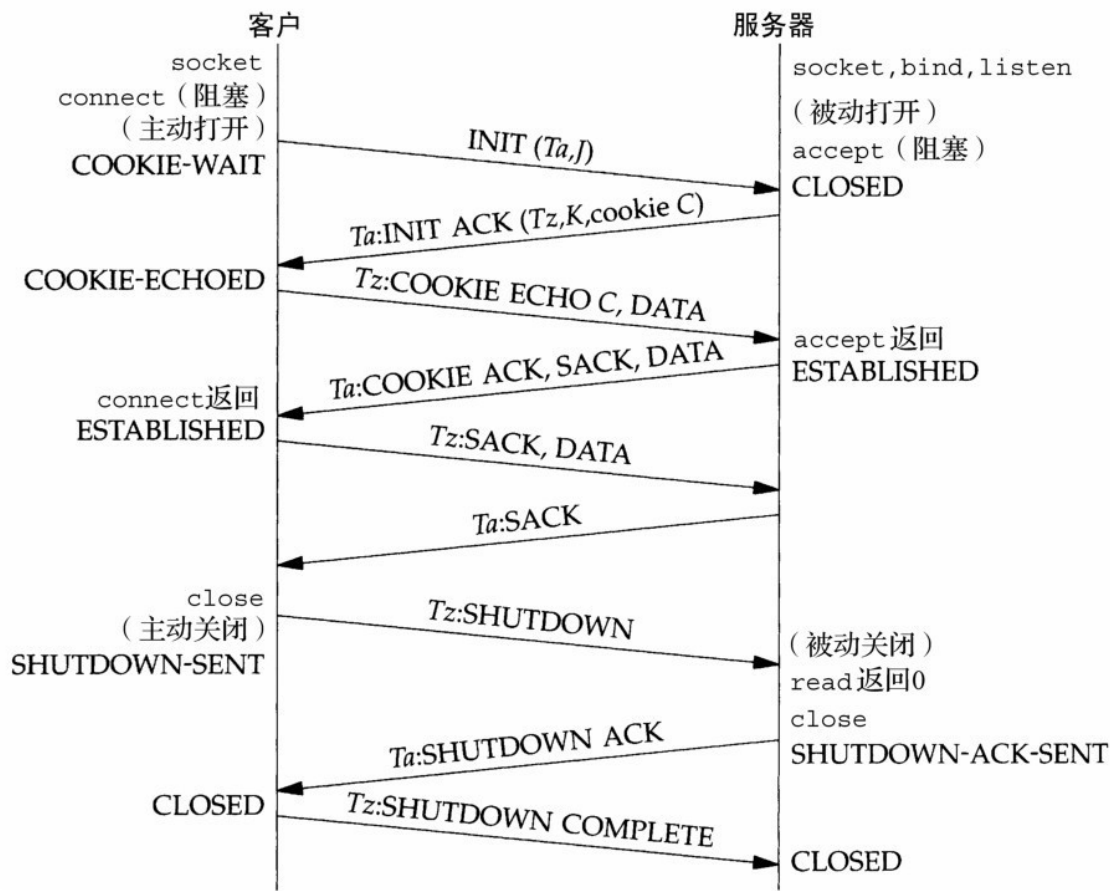 客户
服务器
socket
connect（阻塞）
（主动打开）
COOKIE-WAIT
socket,bind,listen
（被动打开）
accept（阻塞）
CLOSED
INIT (Ta,J)
Ta:INIT ACK (Tz,K,cookie C)
COOKIE-ECHOED
Tz:COOKIE ECHO C, DATA
accept返回
ESTABLISHED
Ta:COOKIE ACK, SACK, DATA
connect返回
ESTABLISHED
Tz:SACK, DATA
Ta:SACK
close
（主动关闭）
SHUTDOWN-SENT
Tz:SHUTDOWN
（被动关闭）
read返回0
close
SHUTDOWN-ACK-SENT
Ta:SHUTDOWN ACK
CLOSED
Tz:SHUTDOWN COMPLETE
CLOSED